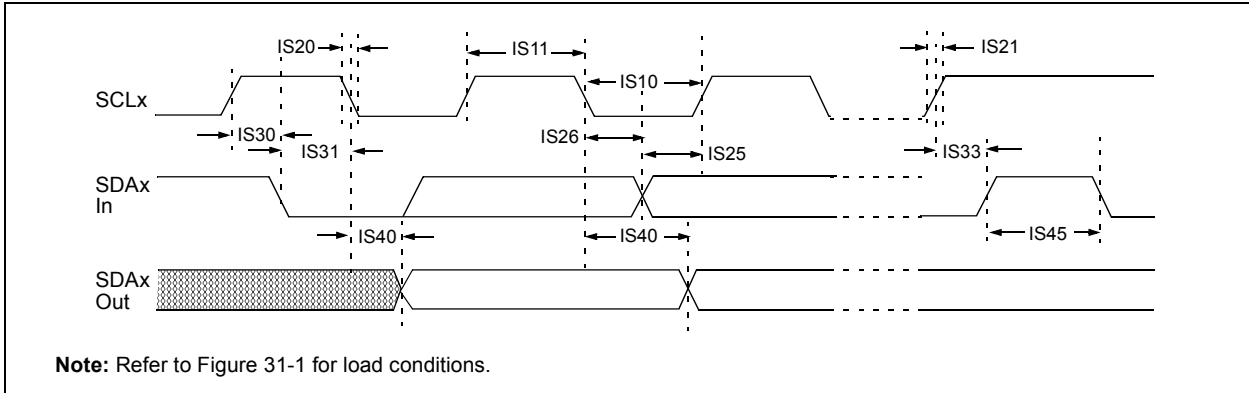 IS20
IS11
IS21
IS10
SCLx
IS30
IS26
IS31
IS25
IS33
SDAx
In
IS40
IS40
IS45
SDAx
Out
Note: Refer to Figure 31-1 for load conditions.